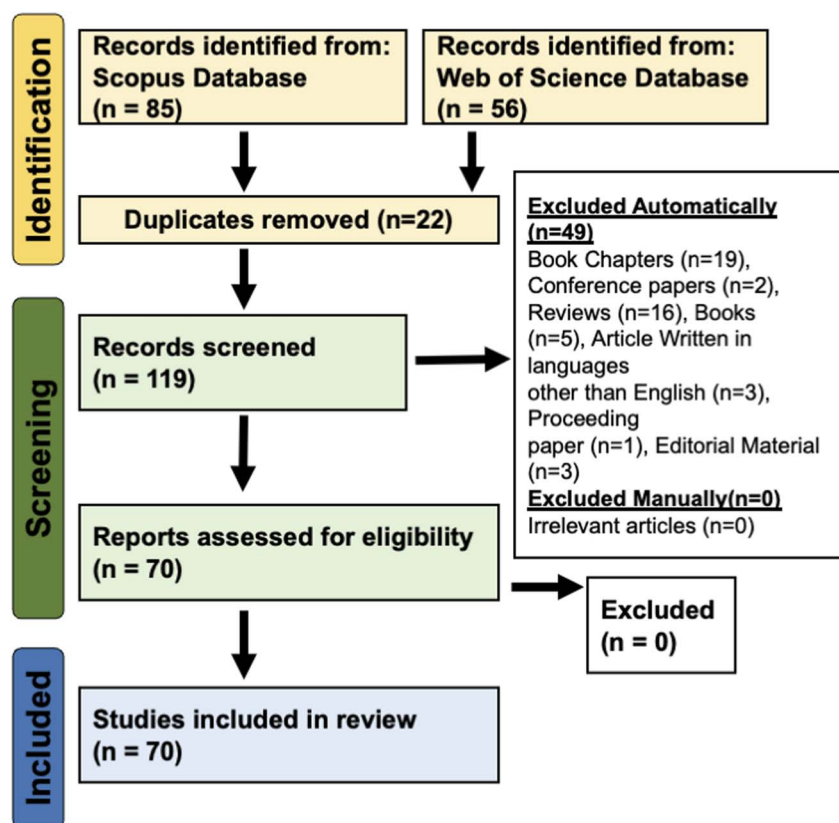 Identification
Records identified from:
Scopus Database
(n = 85)
Records identified from:
Web of Science Database
(n = 56)
Duplicates removed (n=22)
Screening
Records screened
(n = 119)
Excluded Automatically
(n=49)
Book Chapters (n=19),
Conference papers (n=2),
Reviews (n=16), Books
(n=5), Article Written in
languages
other than English (n=3),
Proceeding
paper (n=1), Editorial Material
(n=3)
Excluded Manually(n=0)
Irrelevant articles (n=0)
Reports assessed for eligibility
(n = 70)
Excluded
(n = 0)
Included
Studies included in review
(n = 70)